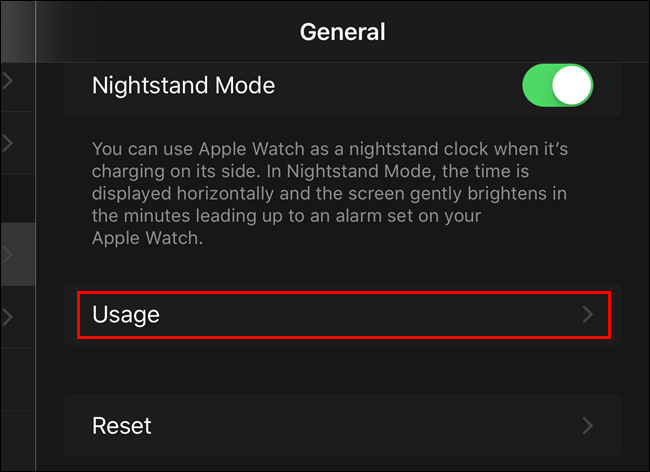 General
Nightstand Mode
You can use Apple Watch as a nightstand clock when it's
charging on its side. In Nightstand Mode, the time is
displayed horizontally and the screen gently brightens in
the minutes leading up to an alarm set on your
Apple Watch.
Usage
Reset